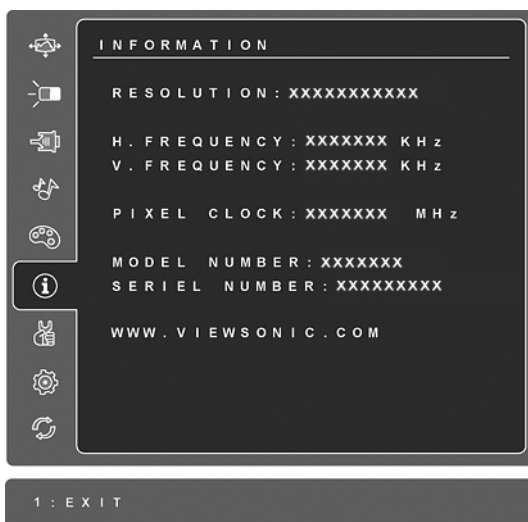 INFORMATION
RESOLUTION: XXXXXXXXXXX
H. FREQUENCY: XXXXXXX KHz
V. FREQUENCY: XXXXXXX KHz
PIXEL CLOCK: XXXXXXX MHz
MODEL NUMBER: XXXXXXX
SERIEL NUMBER: XXXXXXXXX
WWW.VIEWSONIC.COM
1:EXIT